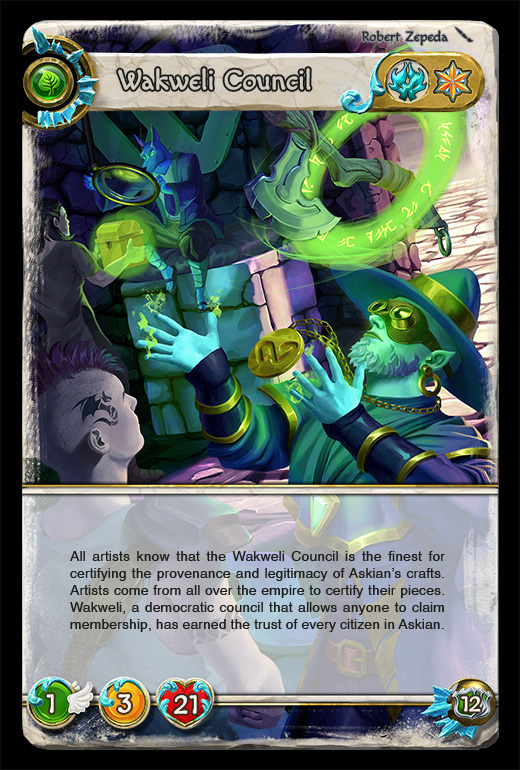 Robert Zepeda
Wakweli Council
All artists know that the Wakweli Council is the finest for
certifying the provenance and legitimacy of Askian's crafts.
Artists come from all over the empire to certify their pieces.
Wakweli, a democratic council that allows anyone to claim
membership, has earned the trust of every citizen in Askian.
1 3 21 12